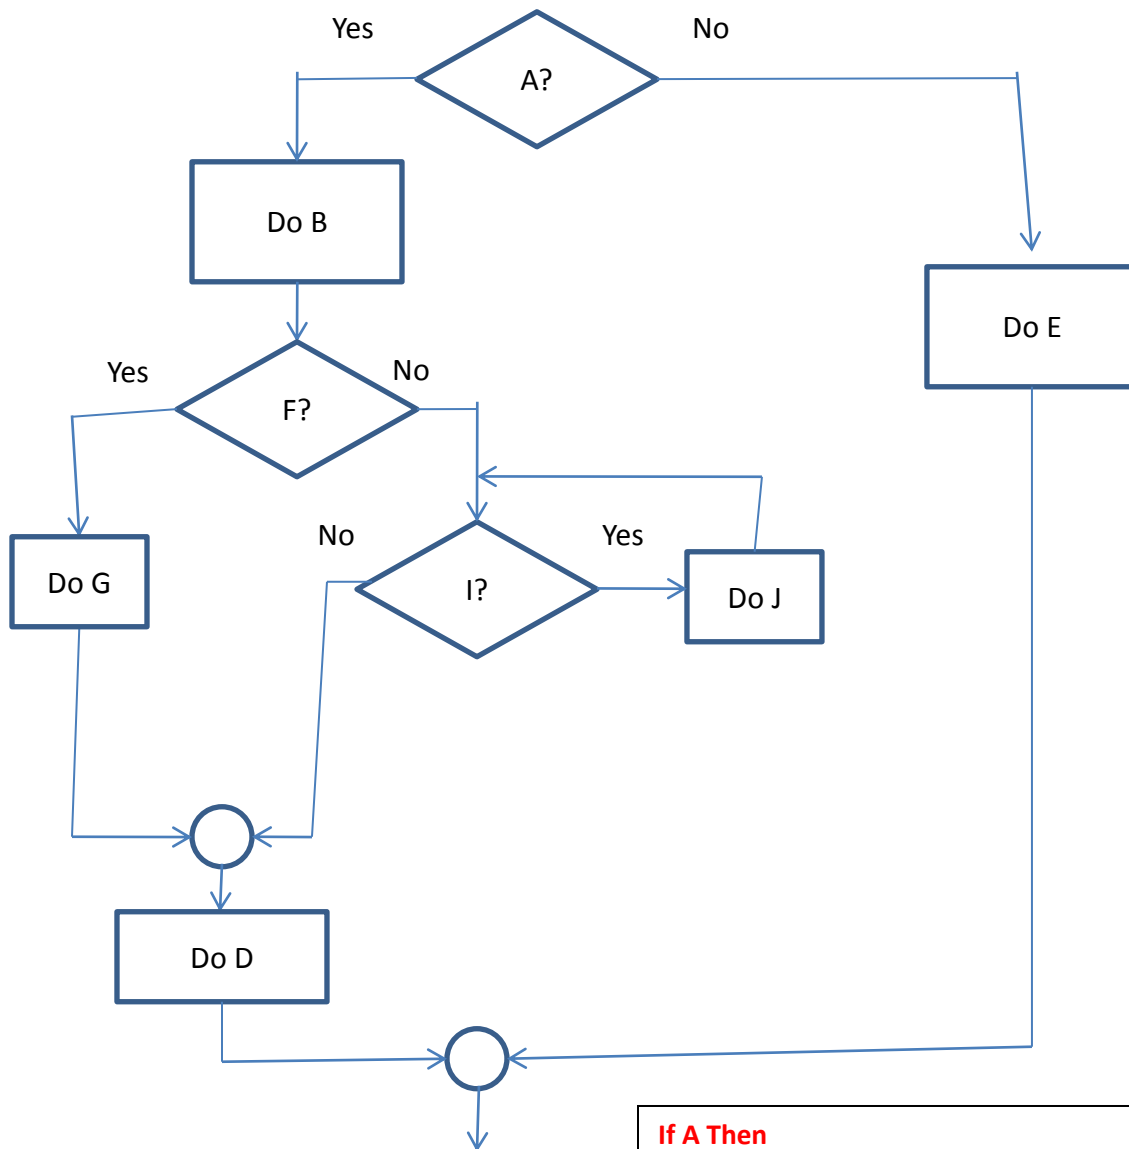 Yes
No
A?
Do B
Do E
Yes
No
F?
No
Yes
Do G
I?
Do J
Do D
If A Then